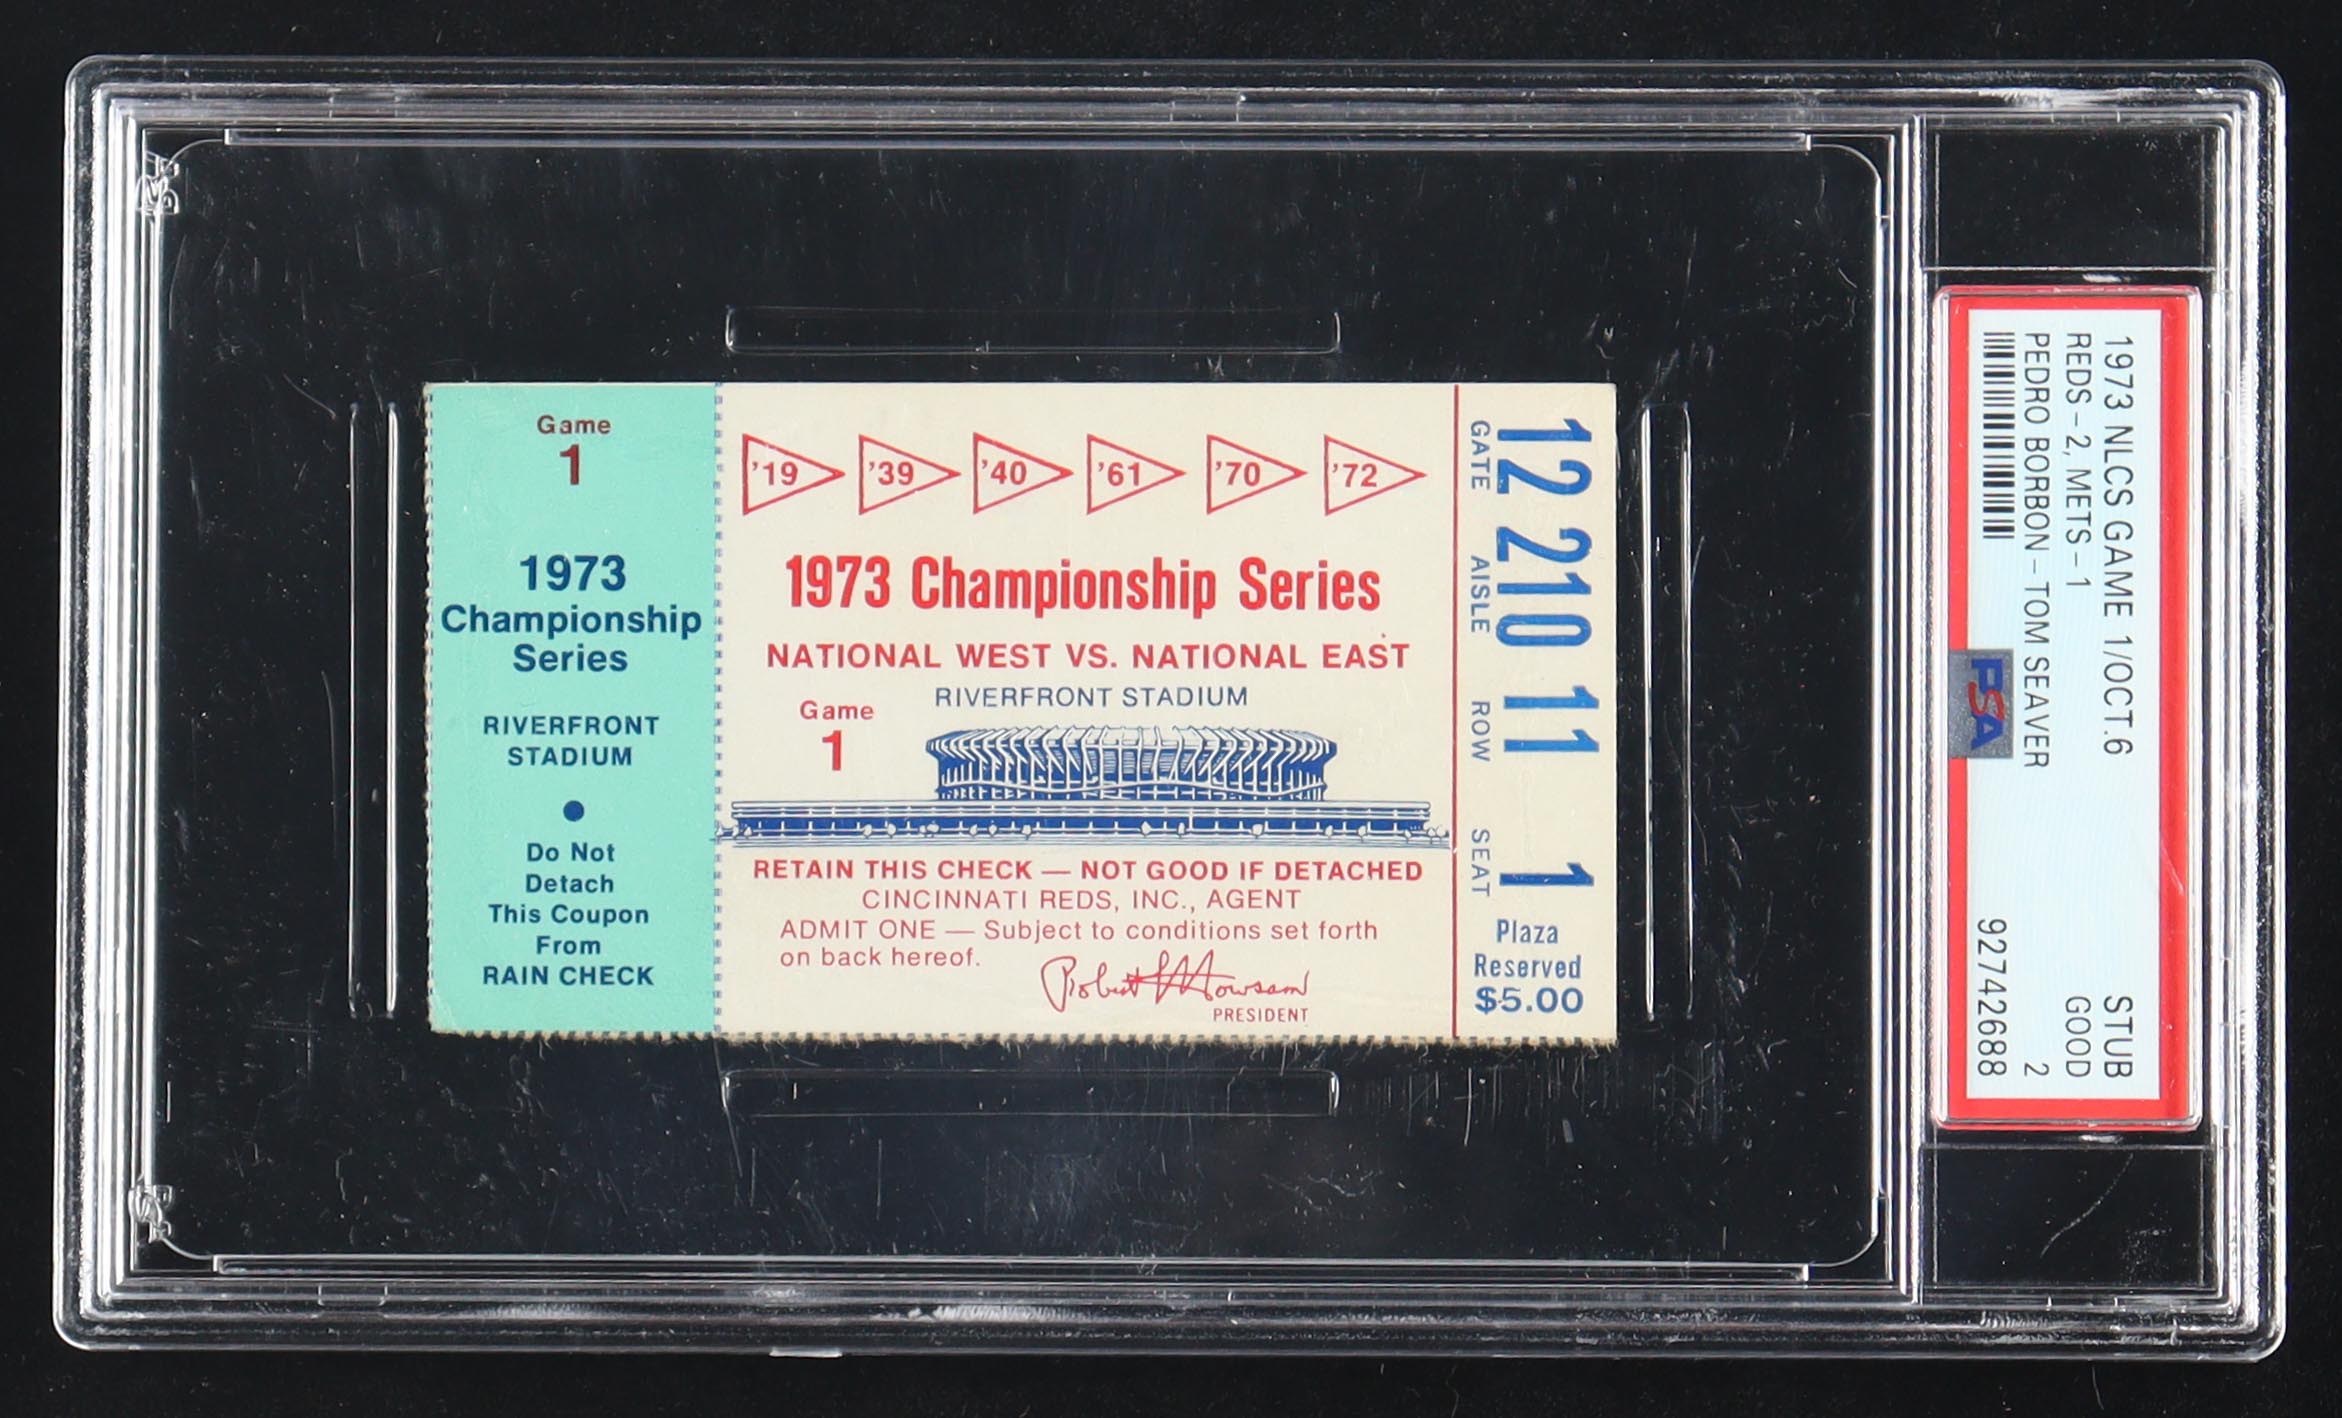 Game
1
1973
Championship
Series
RIVERFRONT
STADIUM
Do Not
Detach
This Coupon
From
RAIN CHECK
'19 '39 '40 '61 '70 '72
1973 Championship Series
NATIONAL WEST VS. NATIONAL EAST
RIVERFRONT STADIUM
Game
1
RETAIN THIS CHECK — NOT GOOD IF DETACHED
CINCINNATI REDS, INC., AGENT
ADMIT ONE — Subject to conditions set forth
on back hereof.
Robert L Howsam
PRESIDENT
12 210 11 1
GATE AISLE ROW SEAT
Plaza
Reserved
$5.00
1973 NLCS GAME 1/OCT.6 STUB
REDS-2, METS-1 GOOD
PEDRO BORBON-TOM SEAVER 2
PSA
92742688